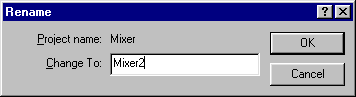 Rename
Project name: Mixer
OK
Change To: Mixer2
Cancel